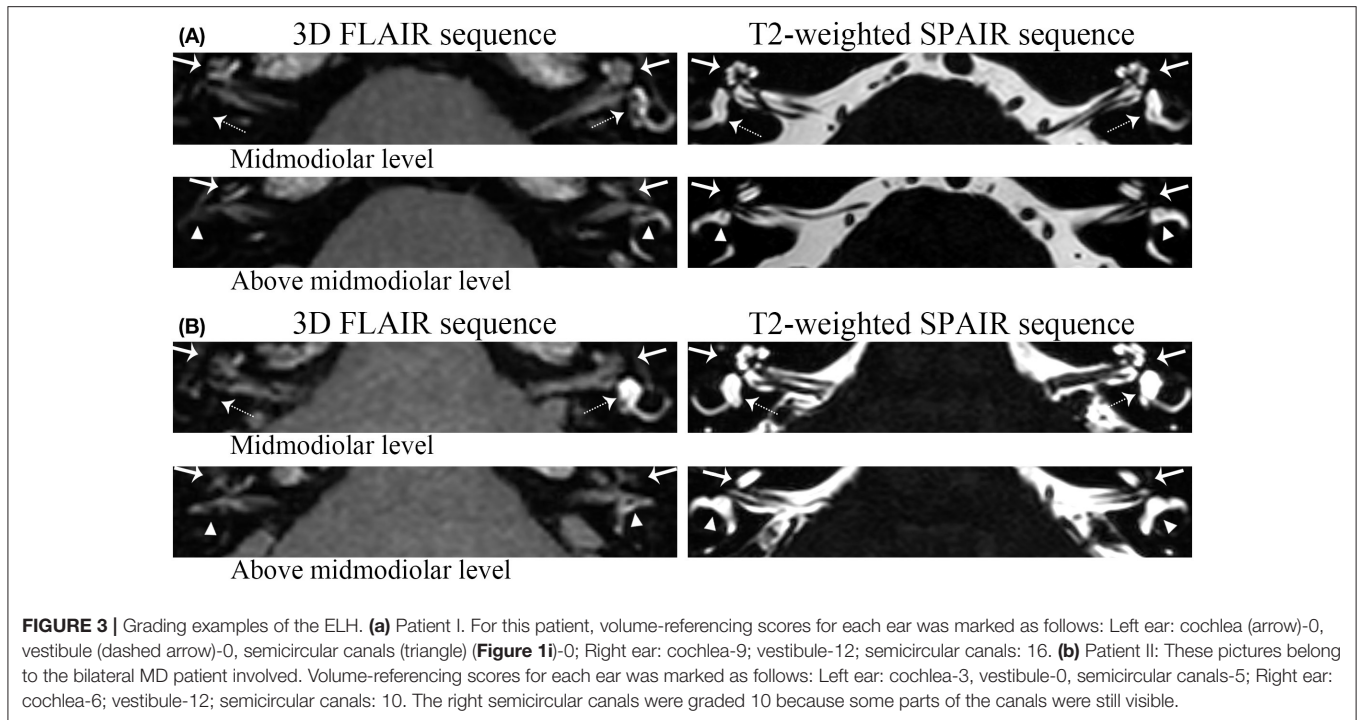 (A) 3D FLAIR sequence T2-weighted SPAIR sequence
Midmodiolar level
Above midmodiolar level
(B) 3D FLAIR sequence T2-weighted SPAIR sequence
Midmodiolar level
Above midmodiolar level
FIGURE 3 | Grading examples of the ELH. (a) Patient I. For this patient, volume-referencing scores for each ear was marked as follows: Left ear: cochlea (arrow)-0,
vestibule (dashed arrow)-0, semicircular canals (triangle) (Figure 1i)-0; Right ear: cochlea-9; vestibule-12; semicircular canals: 16. (b) Patient II: These pictures belong
to the bilateral MD patient involved. Volume-referencing scores for each ear was marked as follows: Left ear: cochlea-3, vestibule-0, semicircular canals-5; Right ear:
cochlea-6; vestibule-12; semicircular canals: 10. The right semicircular canals were graded 10 because some parts of the canals were still visible.